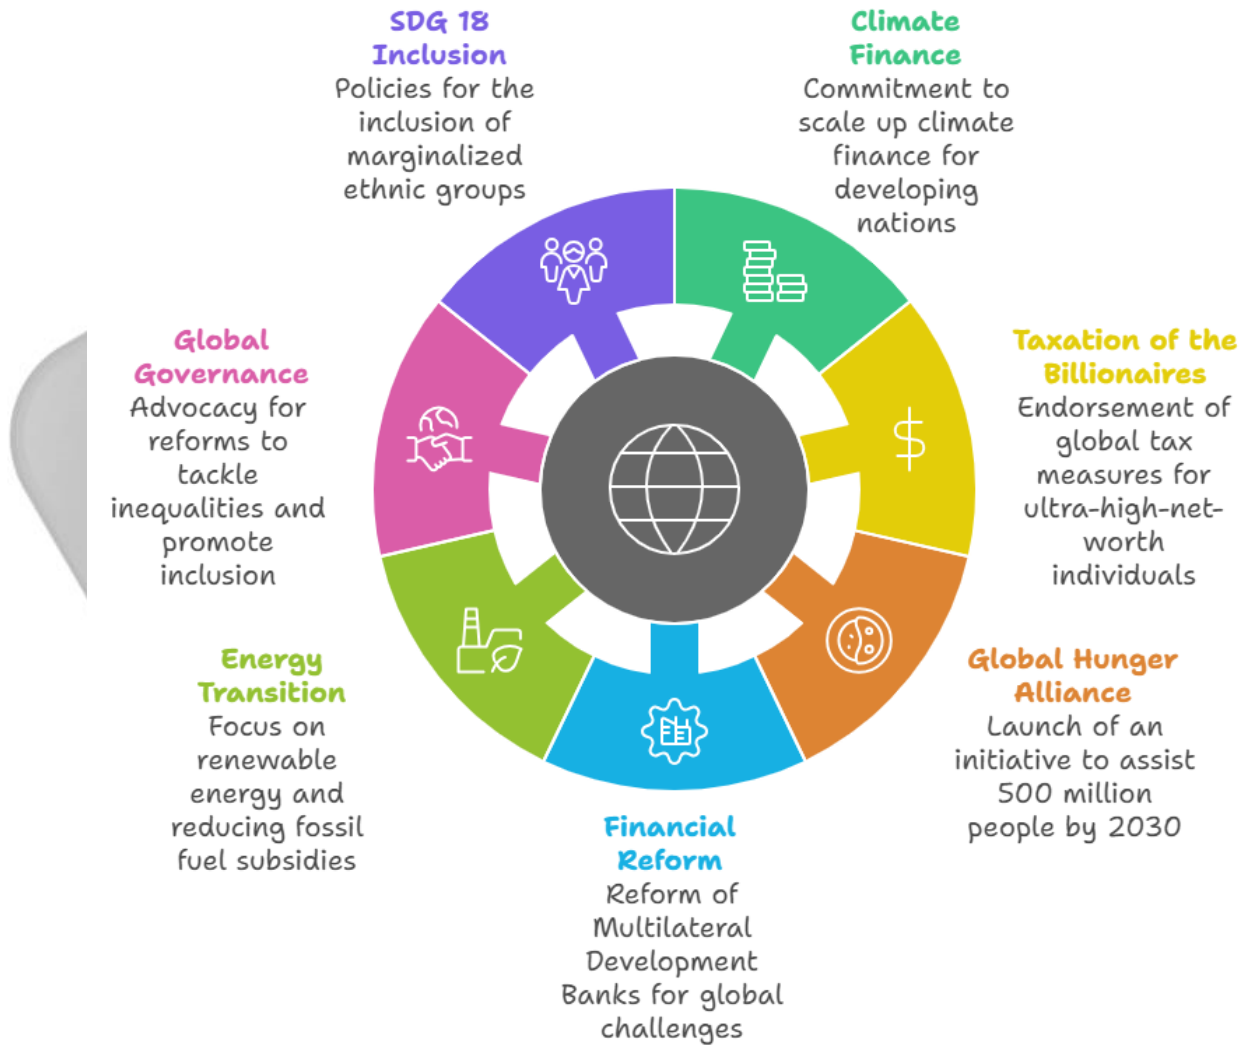 SDG 18
Inclusion
Policies for the
inclusion of
marginalized
ethnic groups
Climate
Finance
Commitment to
scale up climate
finance for
developing
nations
Global
Governance
Advocacy for
reforms to
tackle
inequalities and
promote
inclusion
Taxation of the
Billionaires
Endorsement of
global tax
measures for
ultra-high-net-
worth
individuals
$
Energy
Transition
Focus on
renewable
energy and
reducing fossil
fuel subsidies
Global Hunger
Alliance
Launch of an
initiative to assist
500 million
people by 2030
Financial
Reform
Reform of
Multilateral
Development
Banks for global
challenges